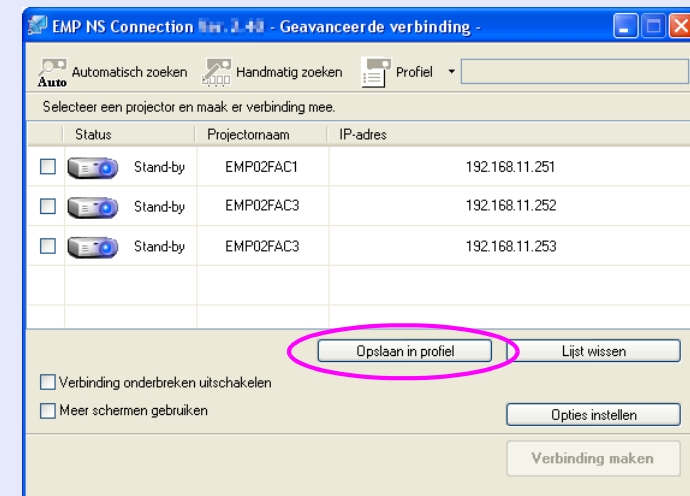 EMP NS Connection - Geavanceerde verbinding -
Auto Automatisch zoeken Handmatig zoeken Profiel
Selecteer een projector en maak er verbinding mee.
Status Projectornaam IP-adres
Stand-by EMP02FAC1 192.168.11.251
Stand-by EMP02FAC3 192.168.11.252
Stand-by EMP02FAC3 192.168.11.253
Opslaan in profiel Lijst wissen
Verbinding onderbreken uitschakelen
Meer schermen gebruiken
Opties instellen
Verbinding maken